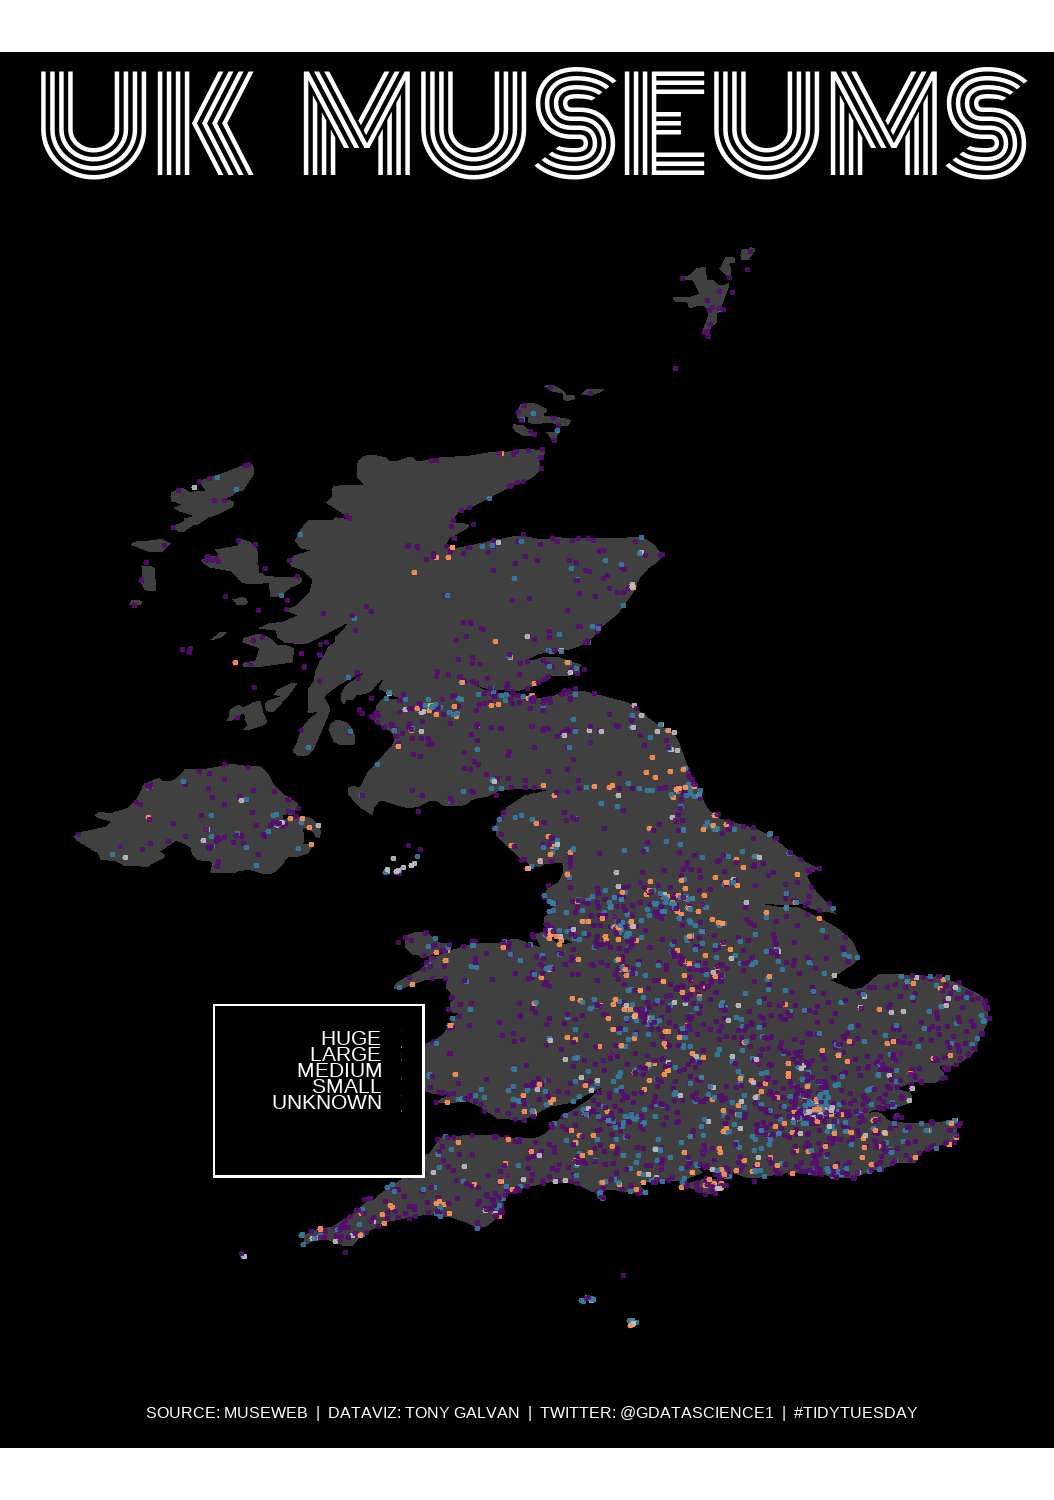 UK MUSEUMS
HUGE
LARGE
MEDIUM
SMALL
UNKNOWN
SOURCE: MUSEWEB | DATAVIZ: TONY GALVAN | TWITTER: @GDATASCIENCE1 | #TIDYTUESDAY